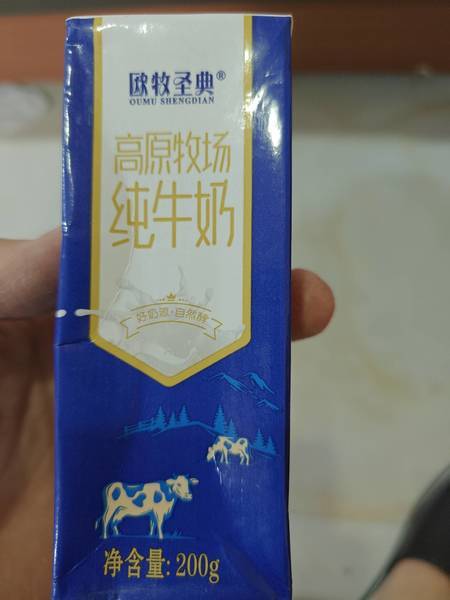 欧牧圣典®
OUMU SHENGDIAN
高原牧场
纯牛奶
好奶源·自然醇
净含量: 200g